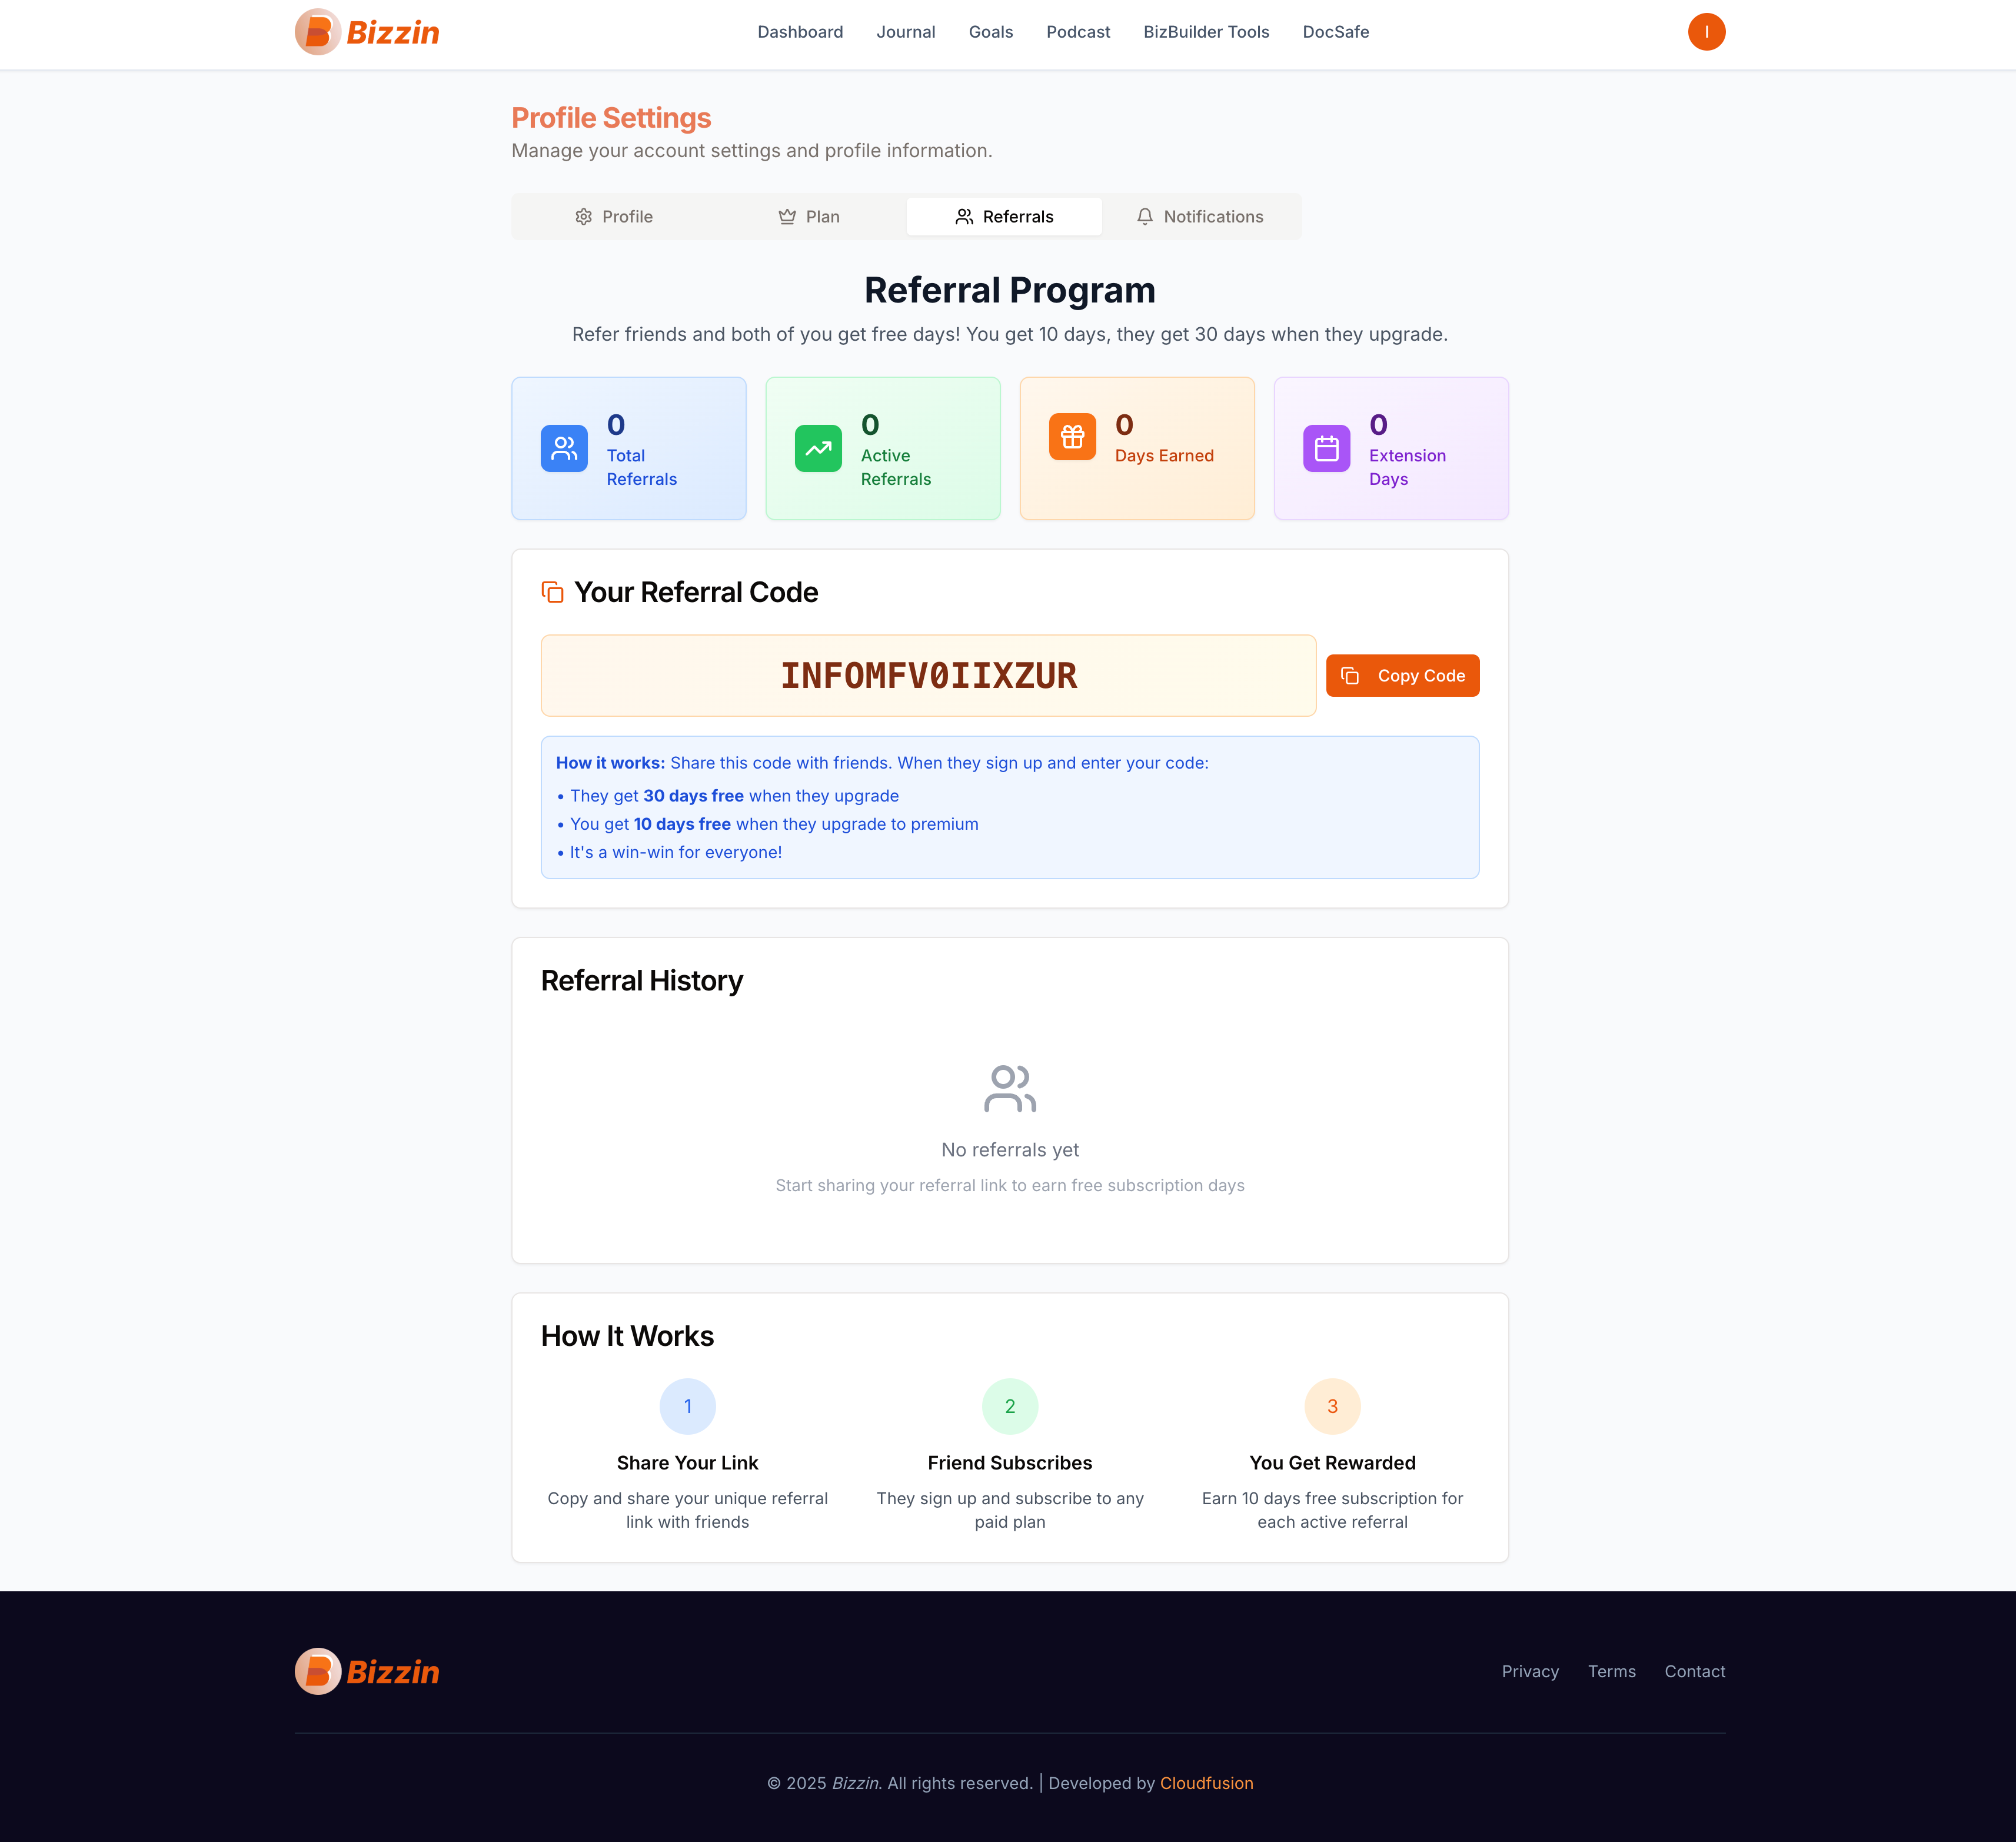 Bizzin
Dashboard
Journal
Goals
Podcast
BizBuilder Tools
DocSafe
I
Profile Settings
Manage your account settings and profile information.
Profile
Plan
Referrals
Notifications
Referral Program
Refer friends and both of you get free days! You get 10 days, they get 30 days when they upgrade.
0
Total
Referrals
0
Active
Referrals
0
Days Earned
0
Extension
Days
Your Referral Code
INFOMFV0IIXZUR
Copy Code
How it works: Share this code with friends. When they sign up and enter your code:
• They get 30 days free when they upgrade
• You get 10 days free when they upgrade to premium
• It's a win-win for everyone!
Referral History
No referrals yet
Start sharing your referral link to earn free subscription days
How It Works
1
Share Your Link
Copy and share your unique referral
link with friends
2
Friend Subscribes
They sign up and subscribe to any
paid plan
3
You Get Rewarded
Earn 10 days free subscription for
each active referral
Bizzin
Privacy
Terms
Contact
© 2025 Bizzin. All rights reserved. | Developed by Cloudfusion